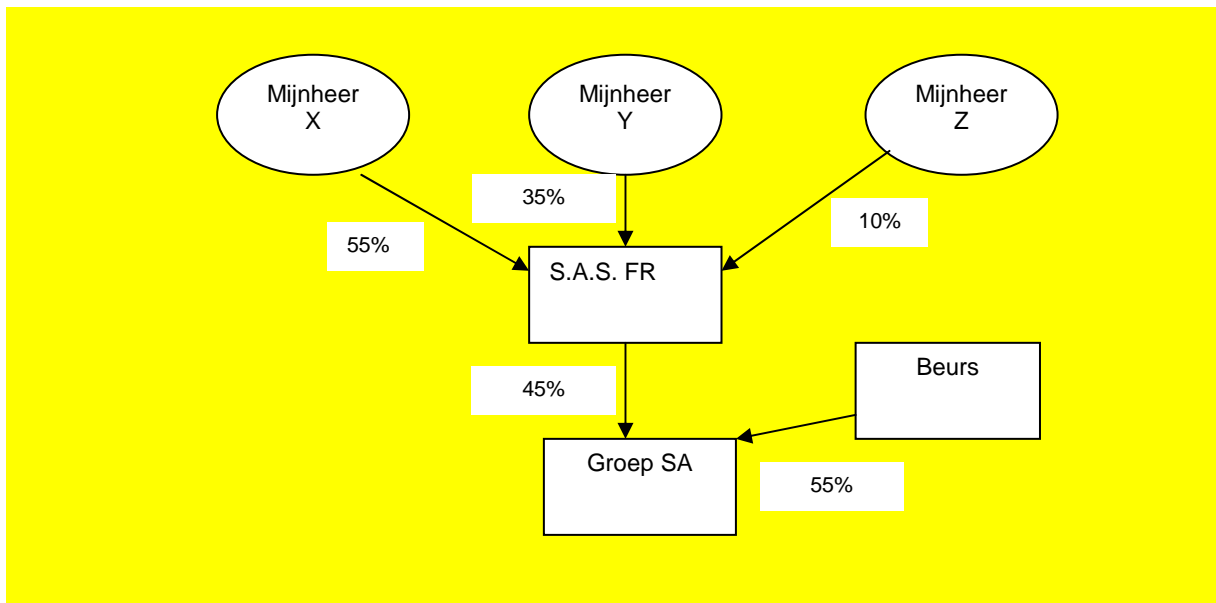 Mijnheer
X
Mijnheer
Y
Mijnheer
Z
35%
55%
10%
S.A.S. FR
45%
Beurs
Groep SA
55%